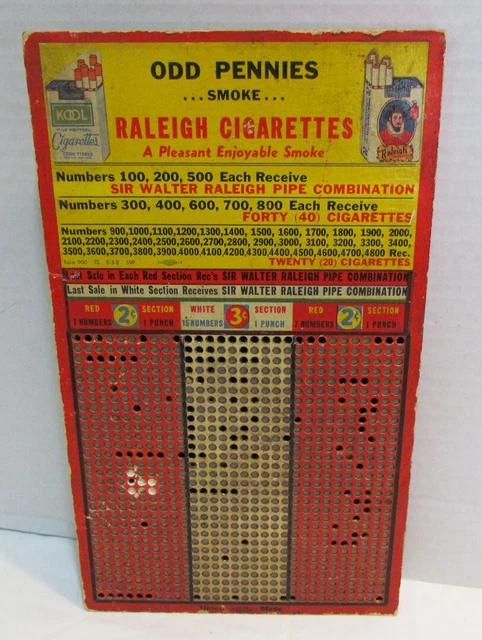 ODD PENNIES
...SMOKE...
RALEIGH CIGARETTES
A Pleasant Enjoyable Smoke
KOOL
Cigarettes
Raleigh
Numbers 100, 200, 500 Each Receive
SIR WALTER RALEIGH PIPE COMBINATION
Numbers 300, 400, 600, 700, 800 Each Receive
FORTY (40) CIGARETTES
Numbers 900,1000,1100,1200,1300,1400, 1500, 1600, 1700, 1800, 1900, 2000,
2100,2200,2300,2400,2500,2600,2700,2800, 2900,3000, 3100, 3200, 3300, 3400,
3500,3600,3700,3800,3900,4000,4100,4200,4300,4400,4500,4600,4700,4800 Rec.
TWENTY (20) CIGARETTES
Sale in Each Red Section Rec's SIR WALTER RALEIGH PIPE COMBINATION
Last Sale in White Section Receives SIR WALTER RALEIGH PIPE COMBINATION
RED 2¢ SECTION WHITE 3¢ SECTION RED 2¢ SECTION
7 NUMBERS 1 PUNCH 15 NUMBERS 1 PUNCH 7 NUMBERS 1 PUNCH